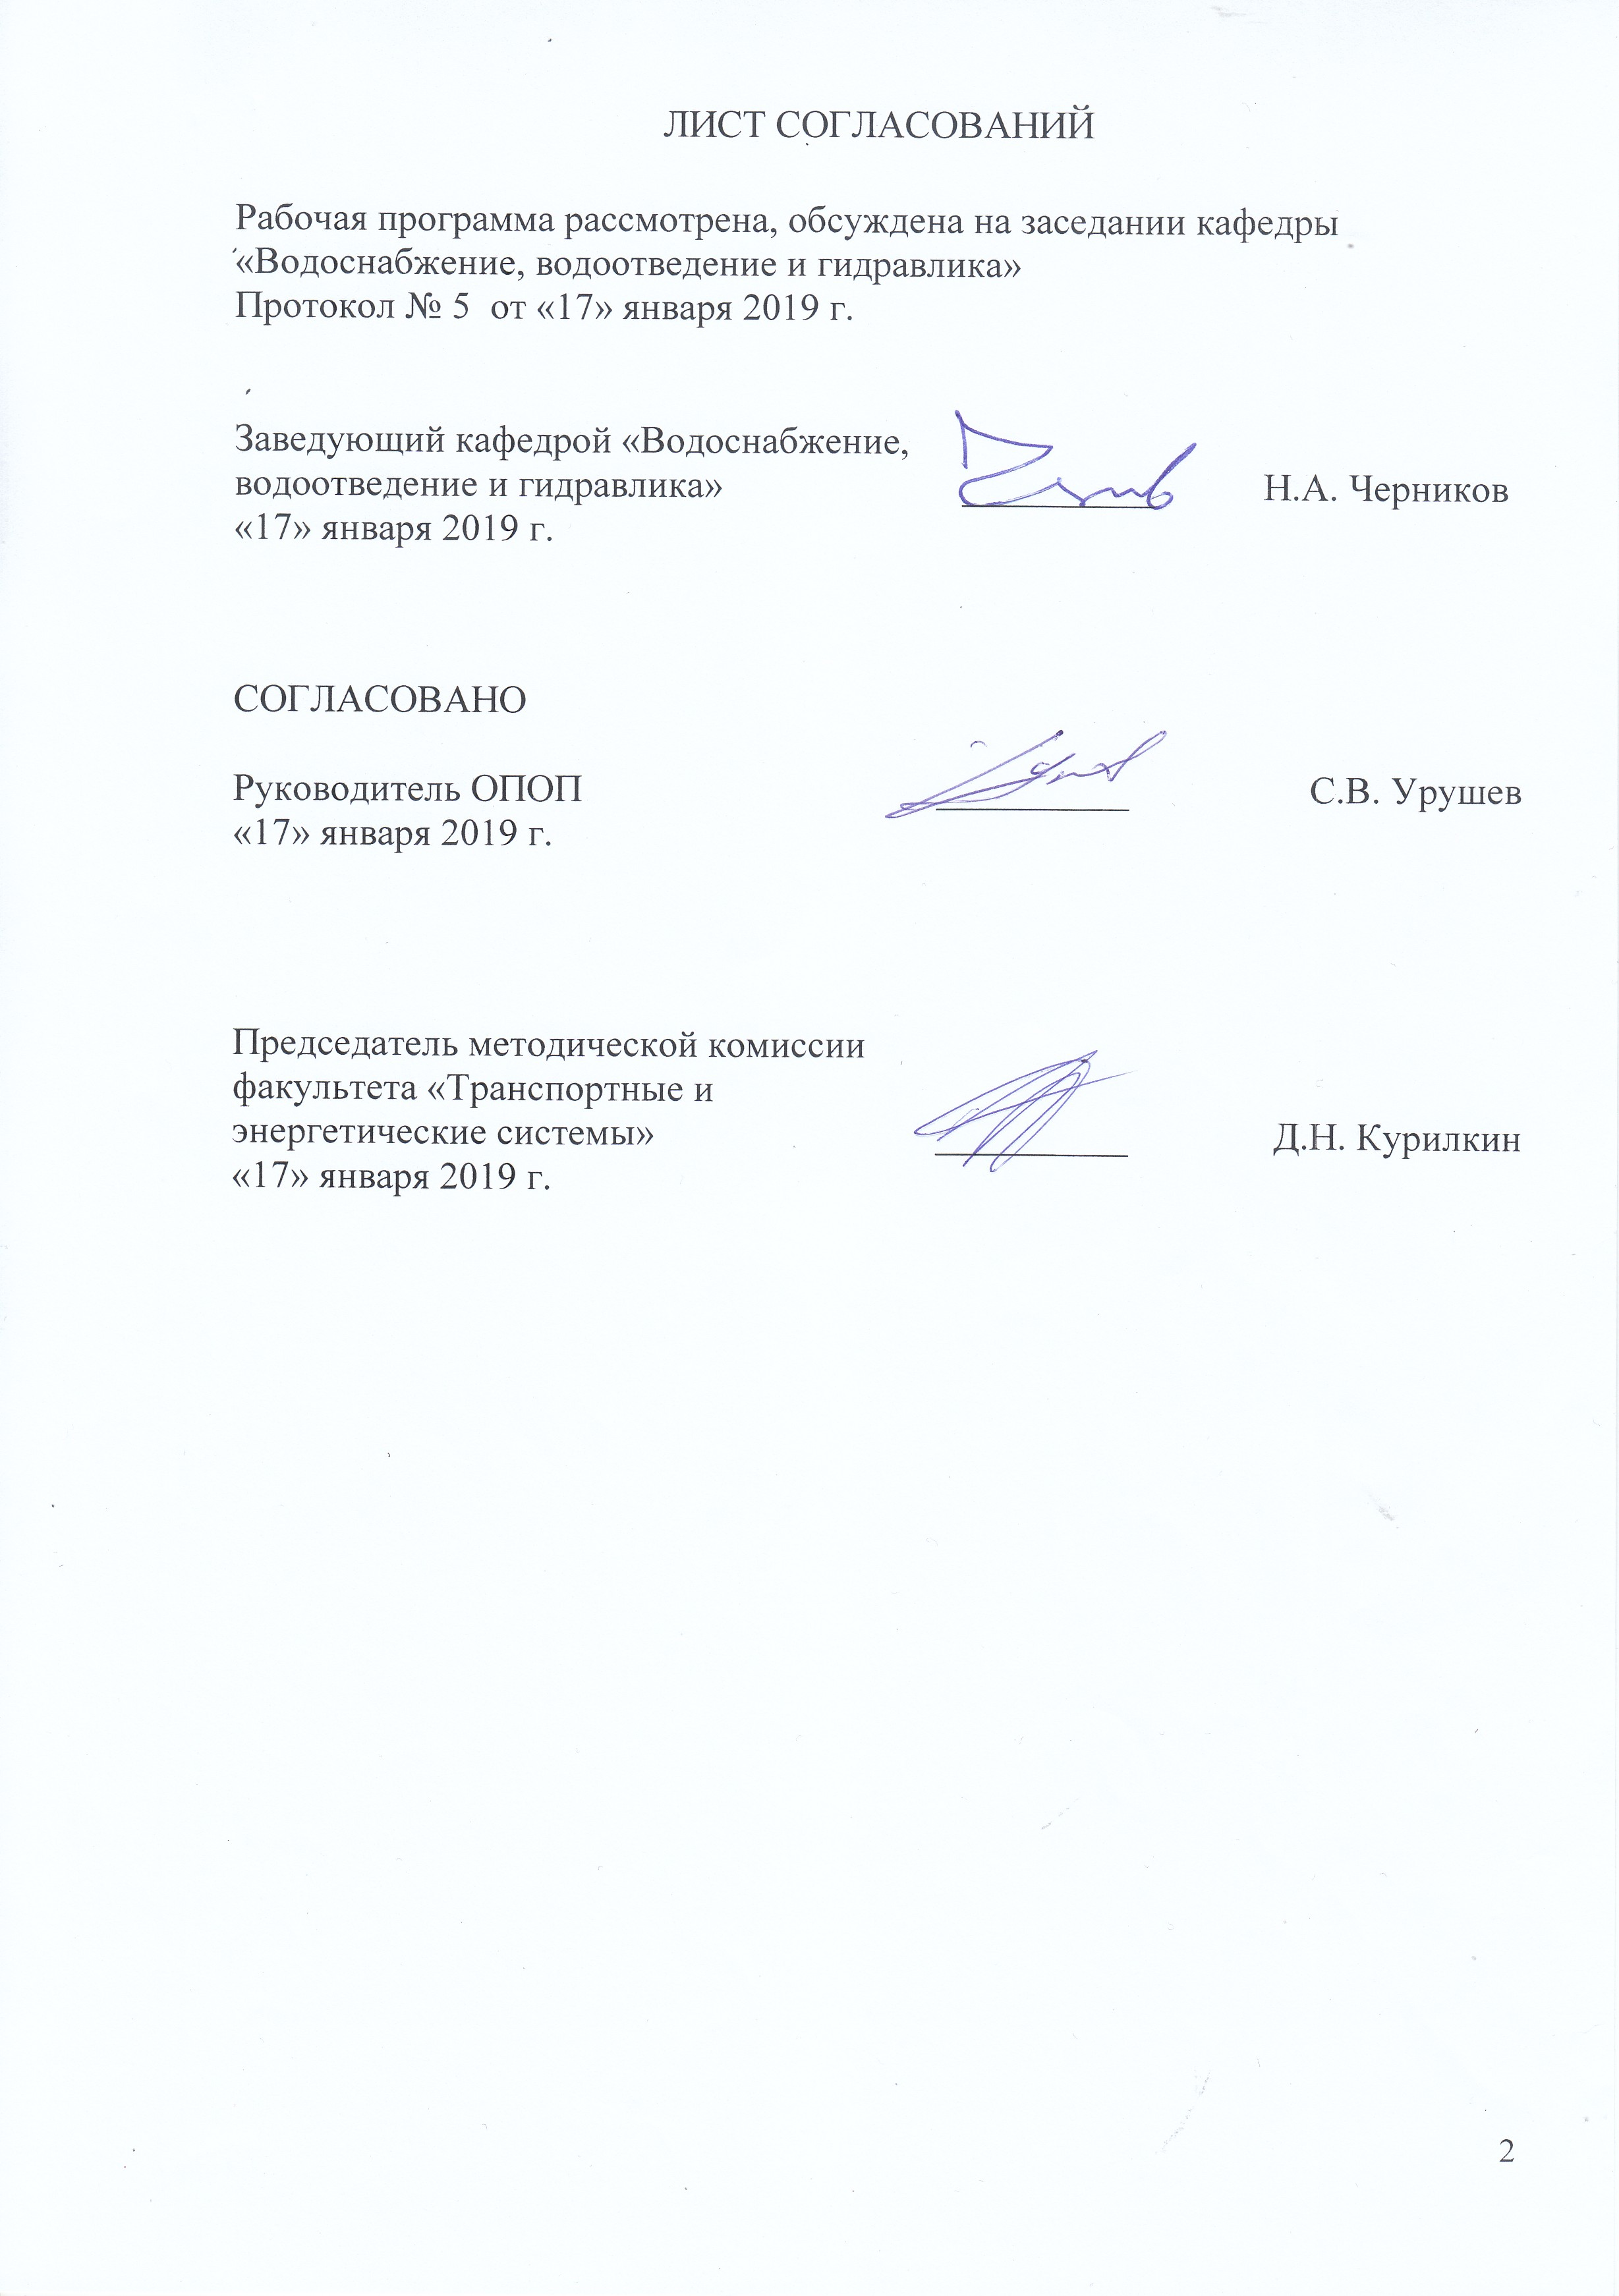 ЛИСТ СОГЛАСОВАНИЙ
Рабочая программа рассмотрена, обсуждена на заседании кафедры
«Водоснабжение, водоотведение и гидравлика»
Протокол № 5 от «17» января 2019 г.
Заведующий кафедрой «Водоснабжение,
водоотведение и гидравлика» Н.А. Черников
«17» января 2019 г.
СОГЛАСОВАНО
Руководитель ОПОП С.В. Урушев
«17» января 2019 г.
Председатель методической комиссии
факультета «Транспортные и
энергетические системы» Д.Н. Курилкин
«17» января 2019 г.
2